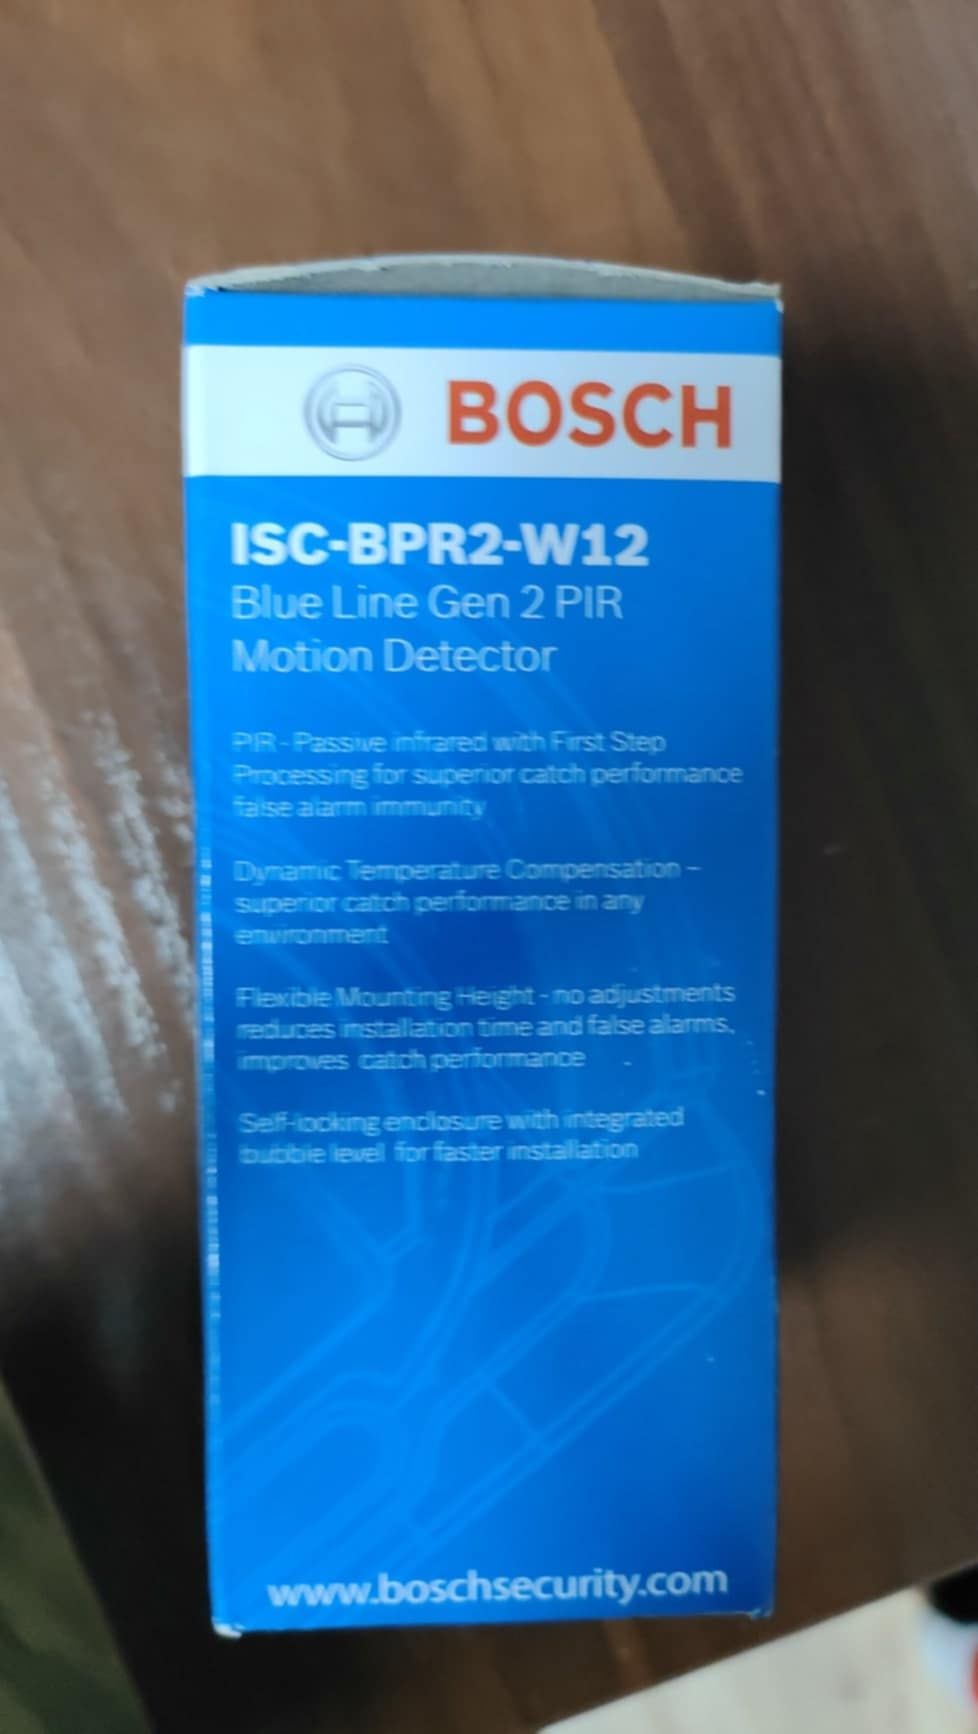 BOSCH
ISC-BPR2-W12
Blue Line Gen 2 PIR
Motion Detector
PIR - Passive infrared with First Step
Processing for superior catch performance
false alarm immunity
Dynamic Temperature Compensation –
superior catch performance in any
environment
Flexible Mounting Height - no adjustments
reduces installation time and false alarms,
improves catch performance
Self-locking enclosure with integrated
bubble level for faster installation
www.boschsecurity.com